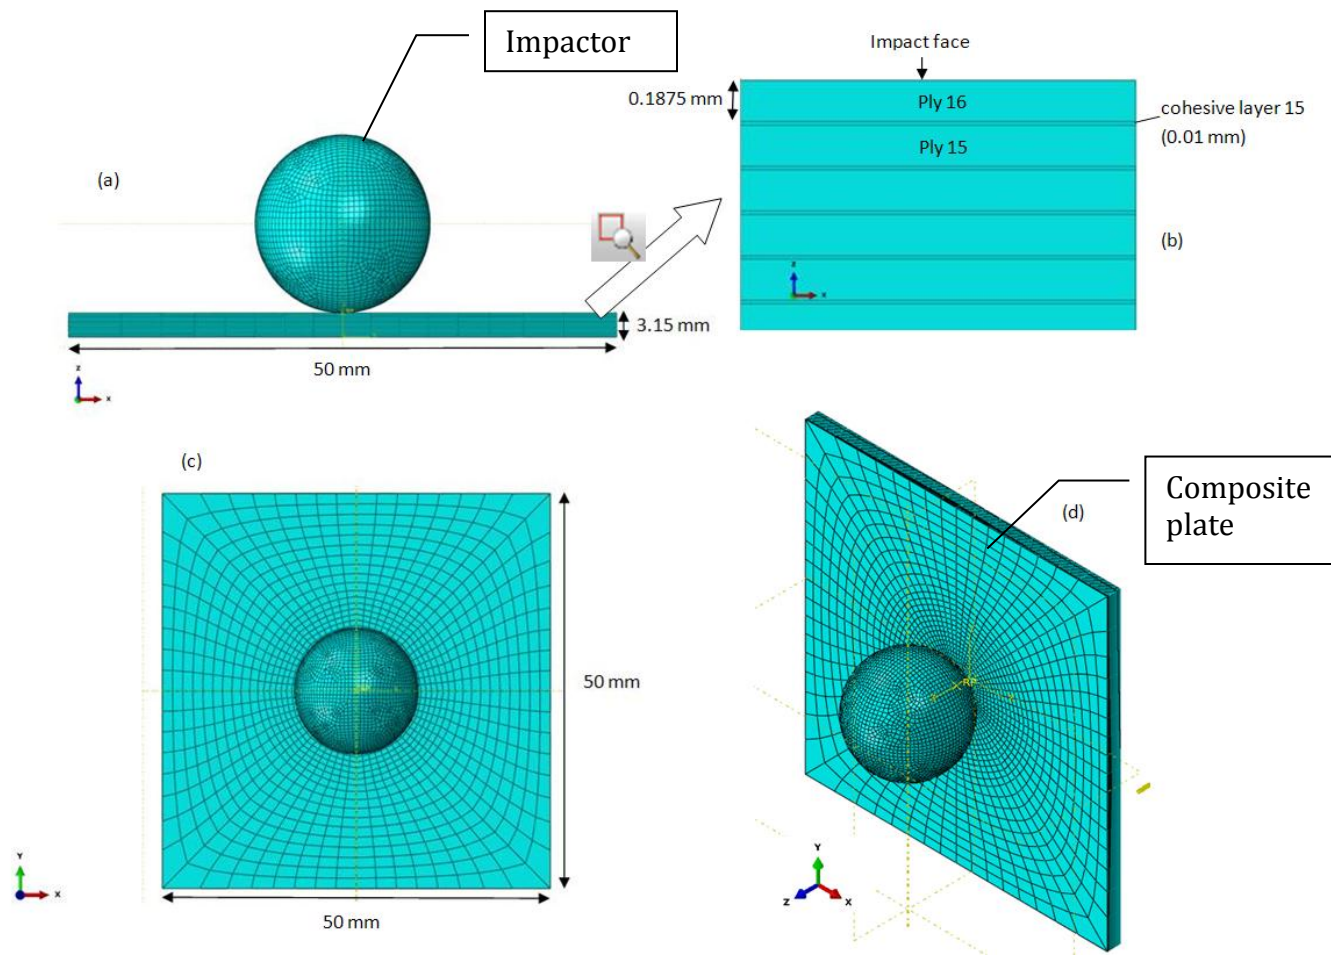 Impactor
(a)
3.15 mm
50 mm
z
x
Impact face
0.1875 mm
Ply 16
cohesive layer 15
(0.01 mm)
Ply 15
(b)
z
x
(c)
50 mm
50 mm
Y
X
Composite
plate
(d)
RP
Y
Z
X